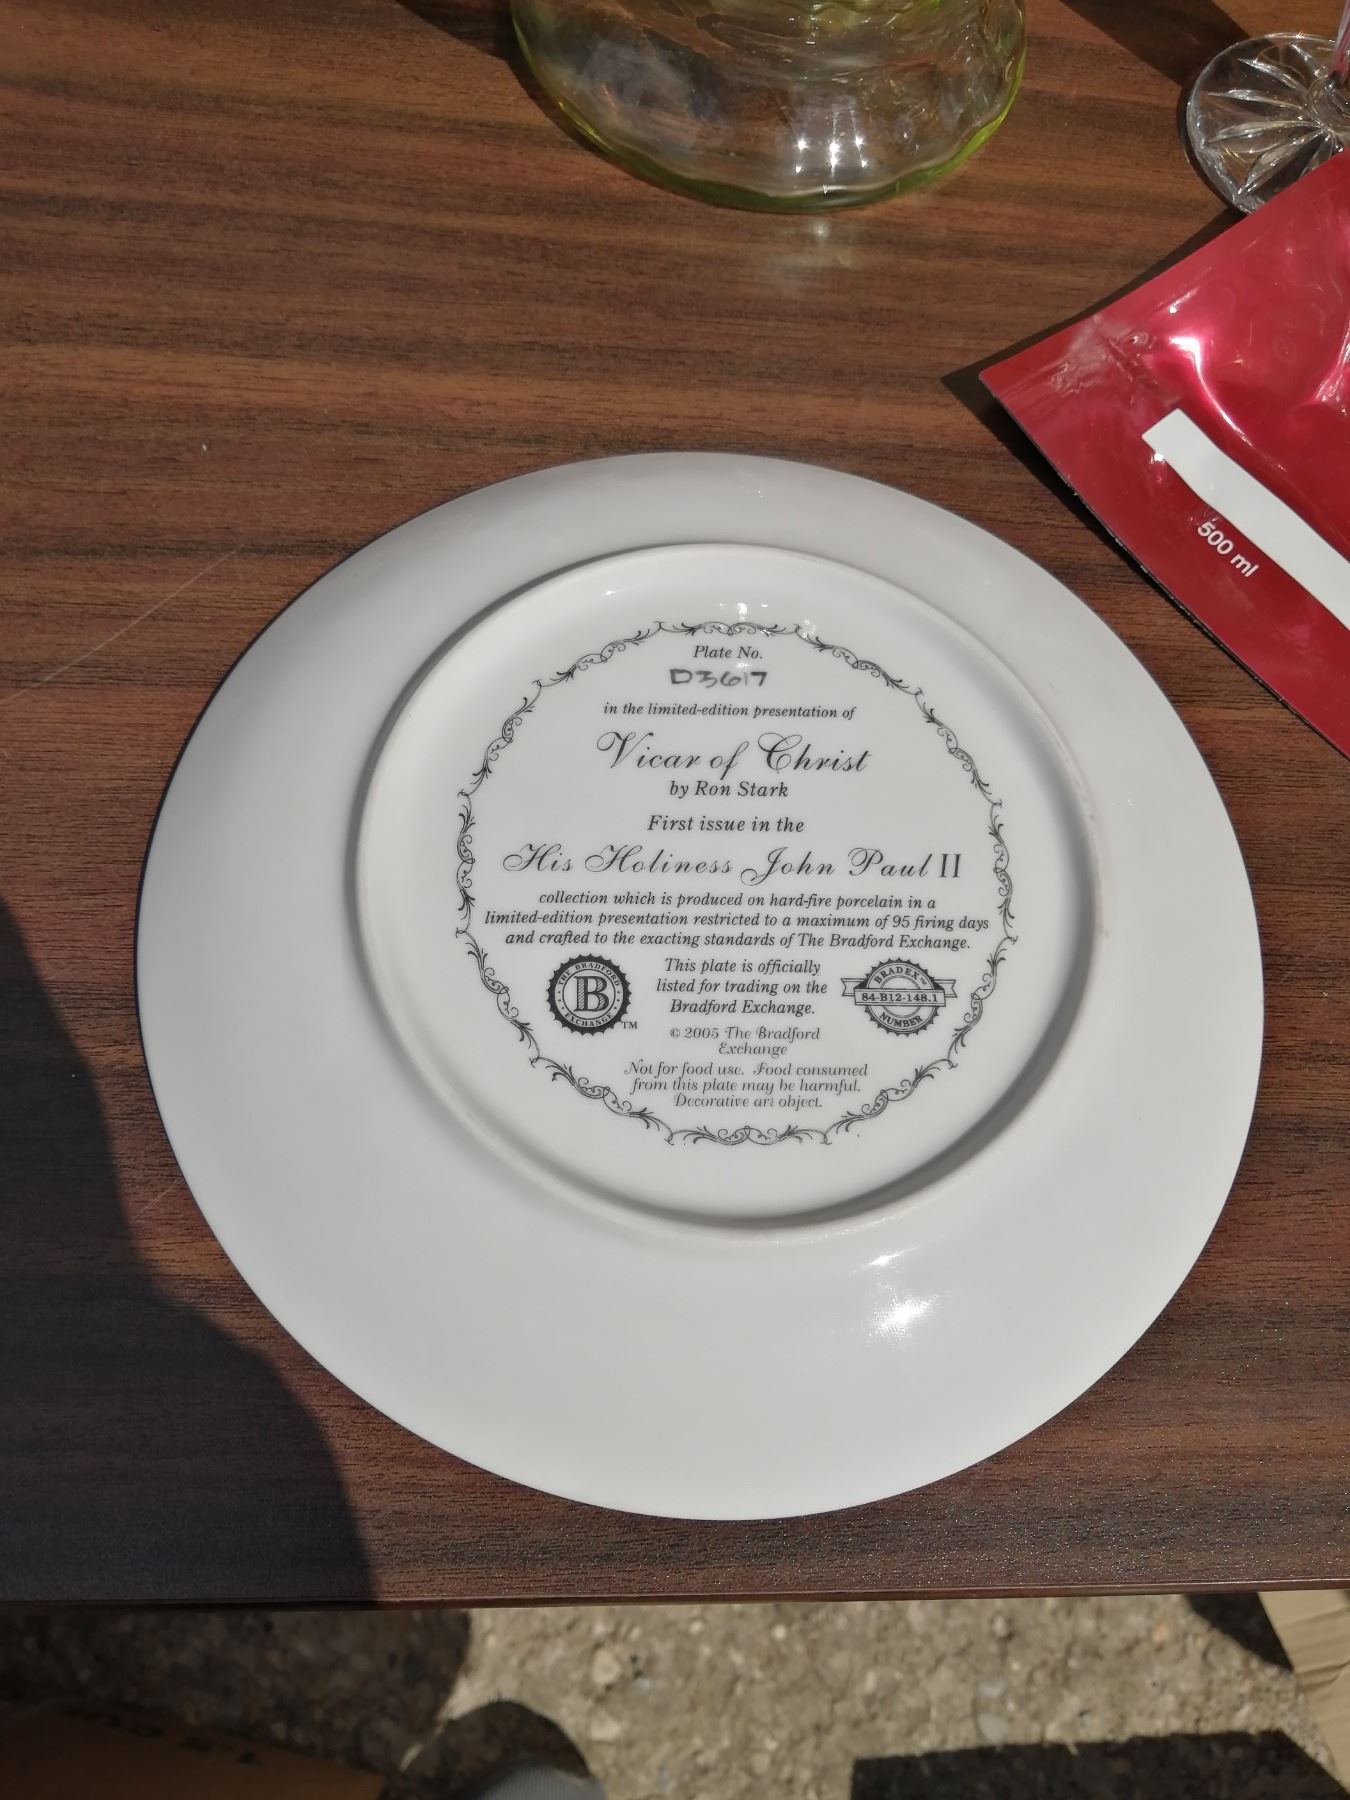 500 ml
Plate No.
D3617
in the limited-edition presentation of
Vicar of Christ
by Ron Stark
First issue in the
His Holiness John Paul II
collection which is produced on hard-fire porcelain in a
limited-edition presentation restricted to a maximum of 95 firing days
and crafted to the exacting standards of The Bradford Exchange.
THE BRADFORD
B
EXCHANGE
TM
This plate is officially
listed for trading on the
Bradford Exchange.
BRADEX™
84-B12-148.1
NUMBER
© 2005 The Bradford
Exchange
Not for food use. Food consumed
from this plate may be harmful.
Decorative art object.